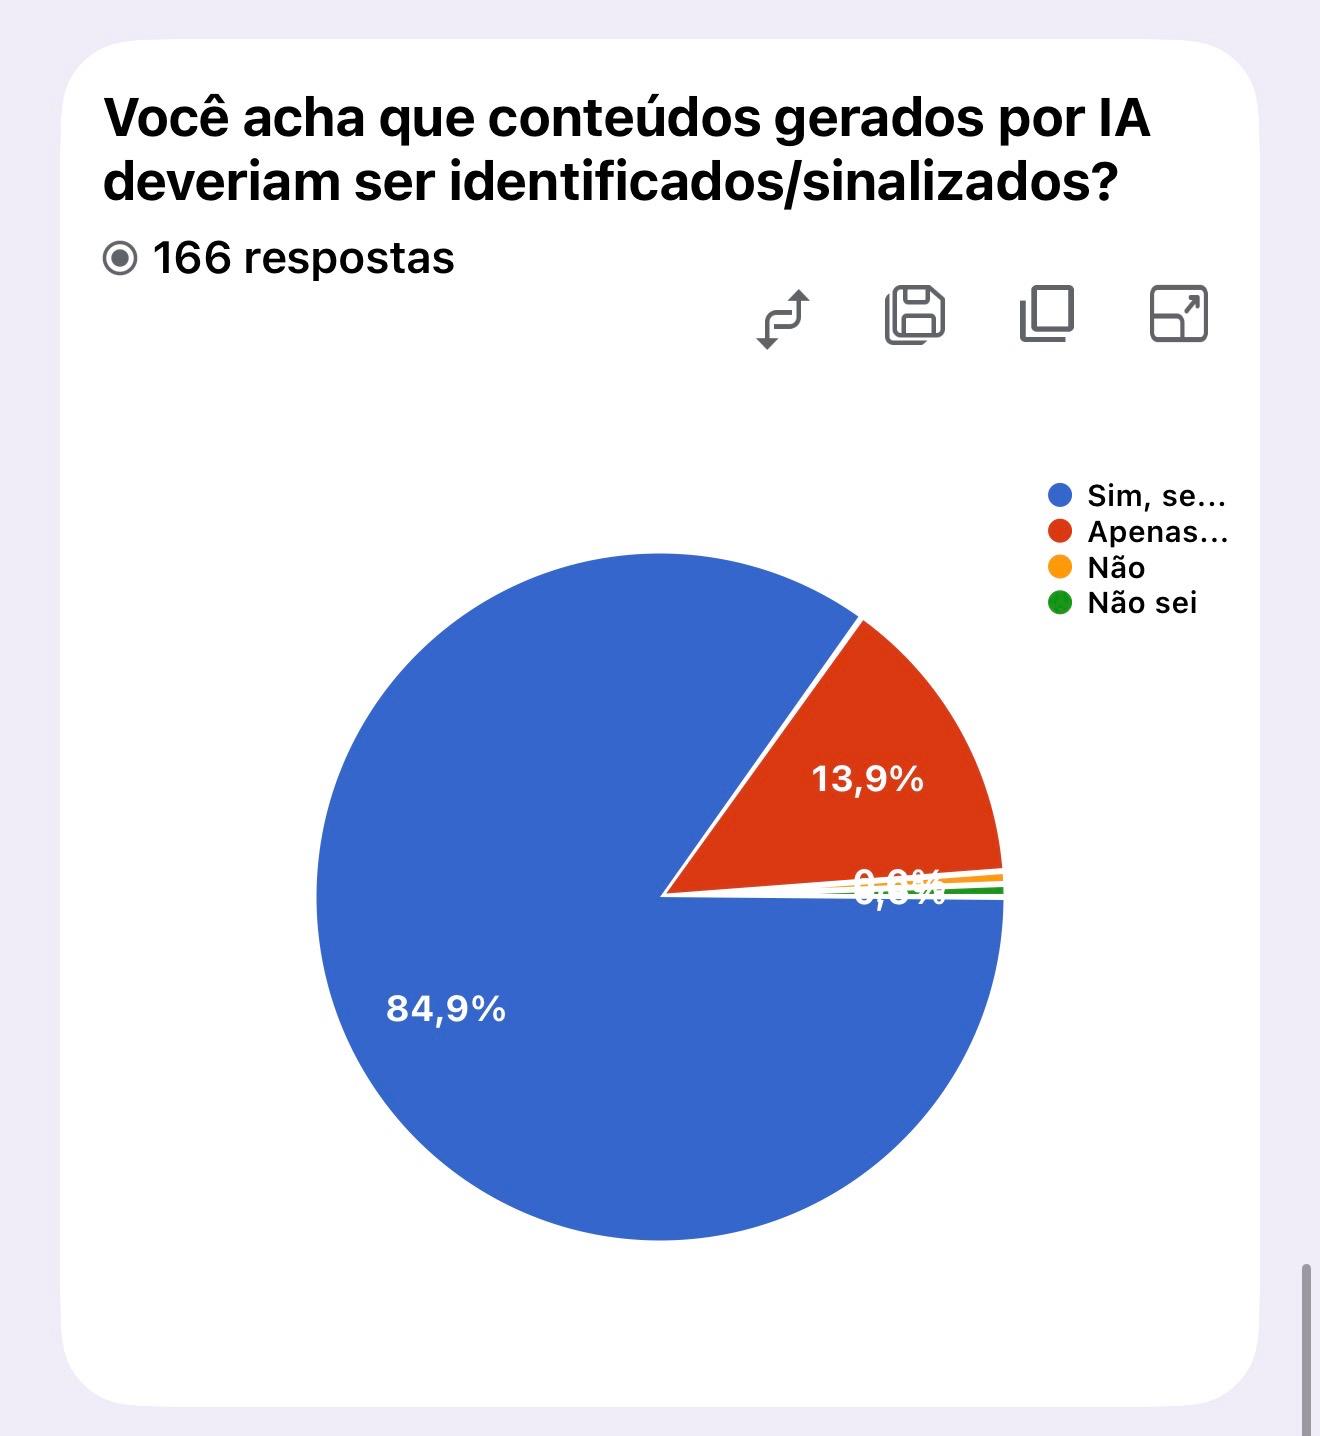 Você acha que conteúdos gerados por IA
deveriam ser identificados/sinalizados?
166 respostas
Sim, se...
Apenas...
Não
Não sei
13,9%
84,9%